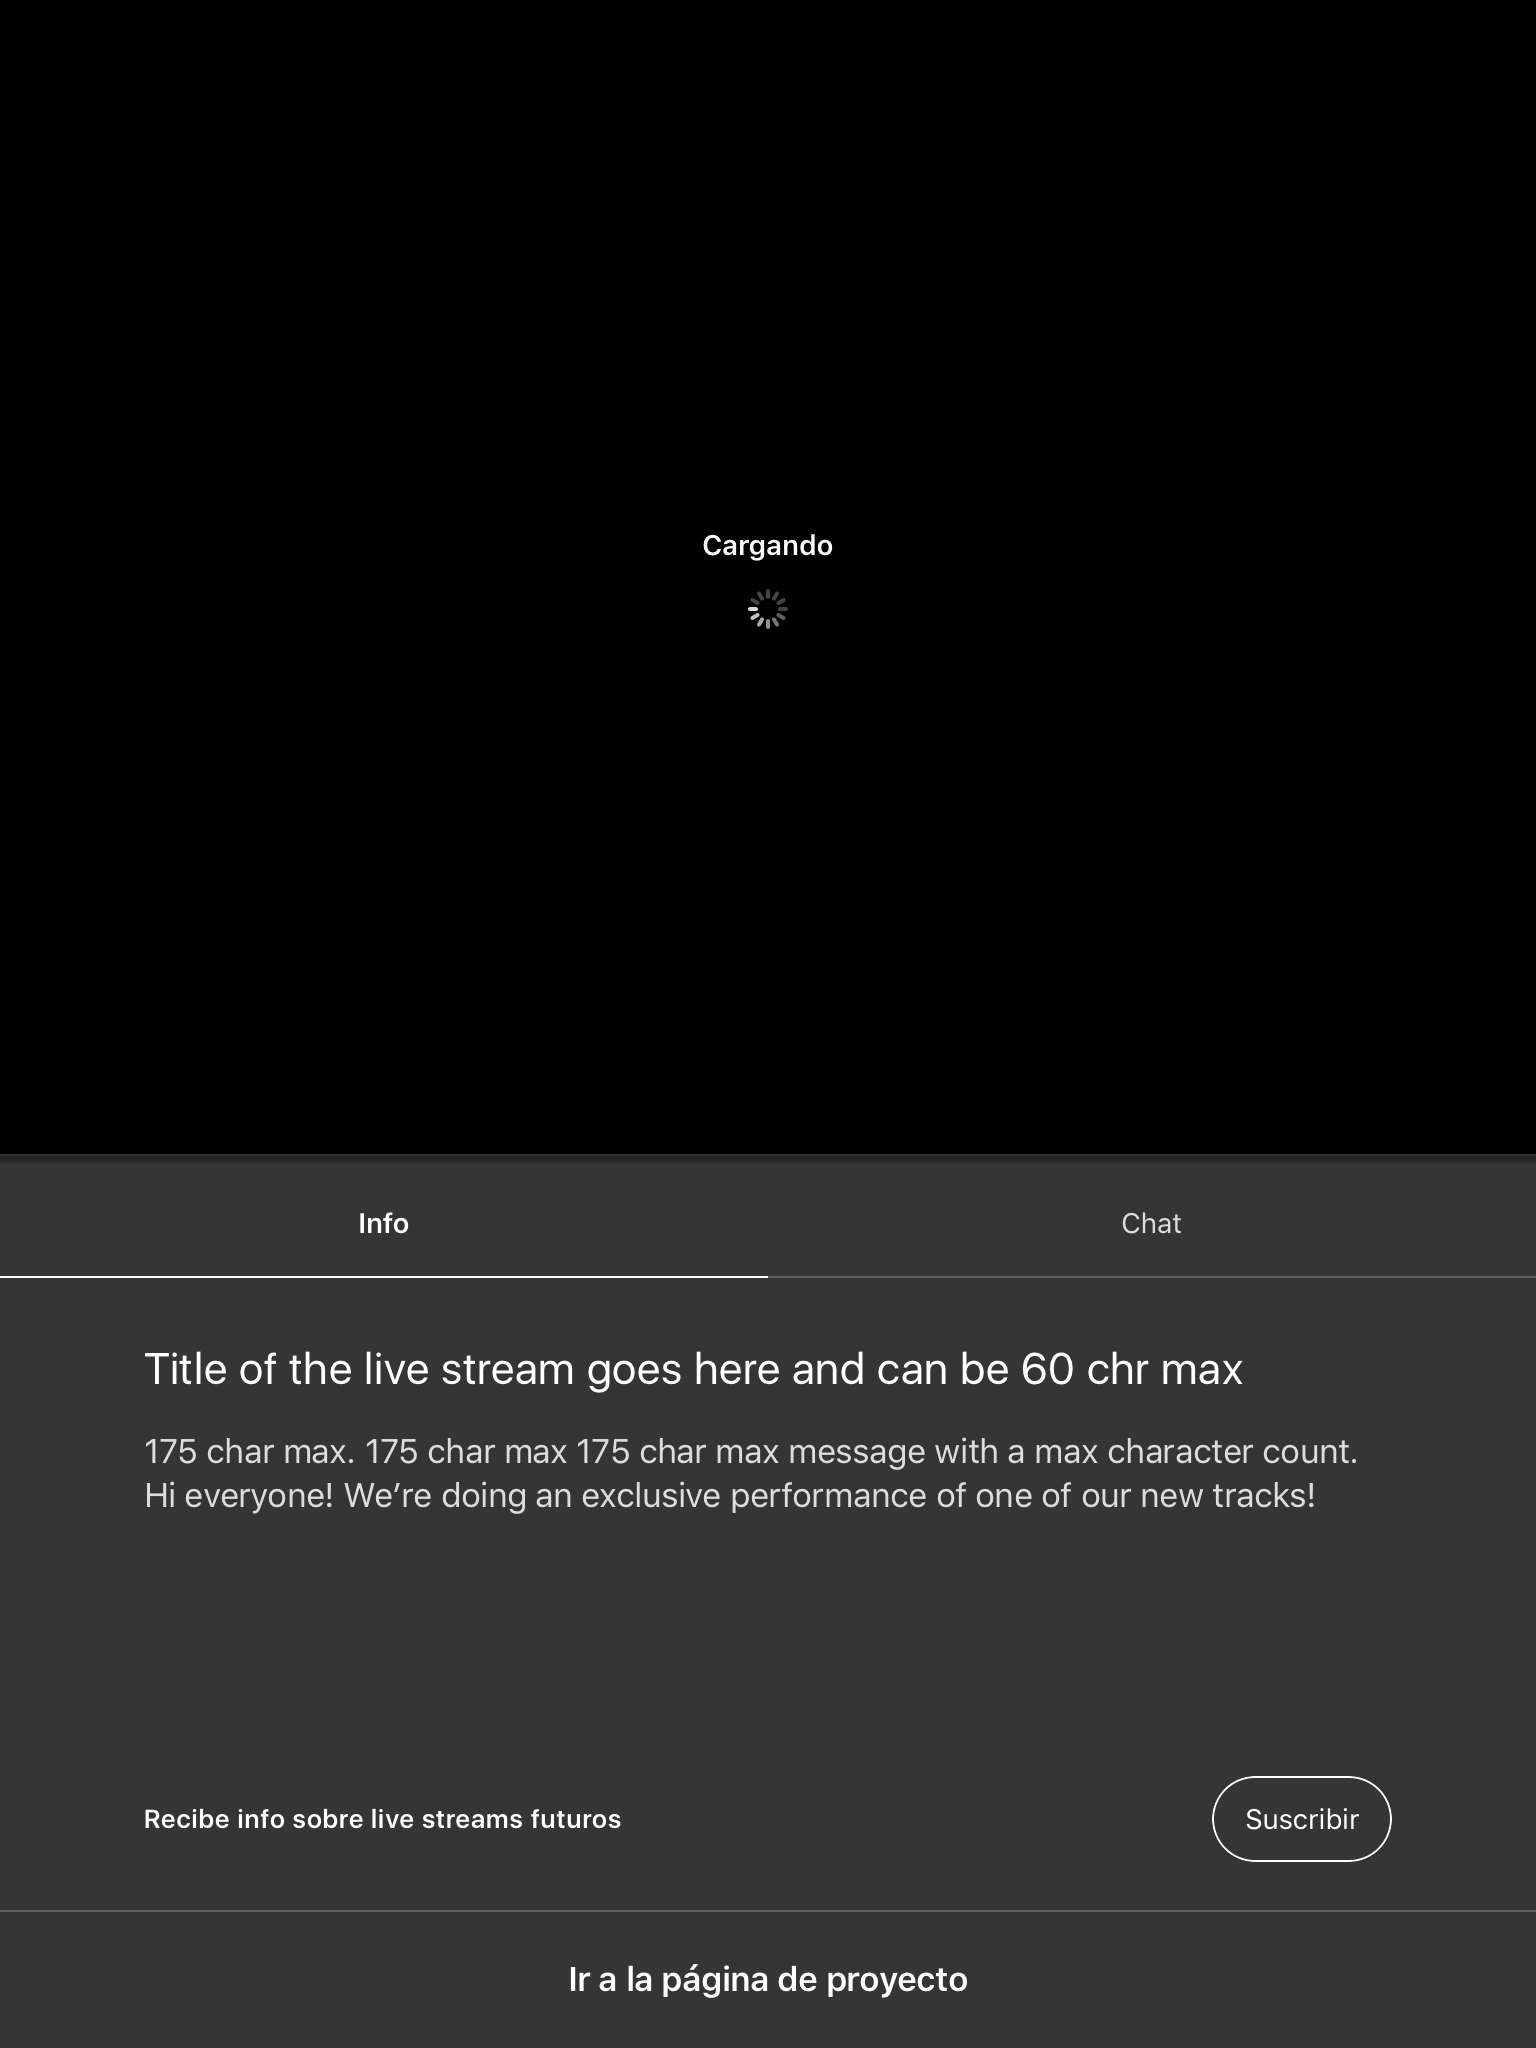 Cargando
Info
Chat
Title of the live stream goes here and can be 60 chr max
175 char max. 175 char max 175 char max message with a max character count.
Hi everyone! We’re doing an exclusive performance of one of our new tracks!
Recibe info sobre live streams futuros
Suscribir
Ir a la página de proyecto